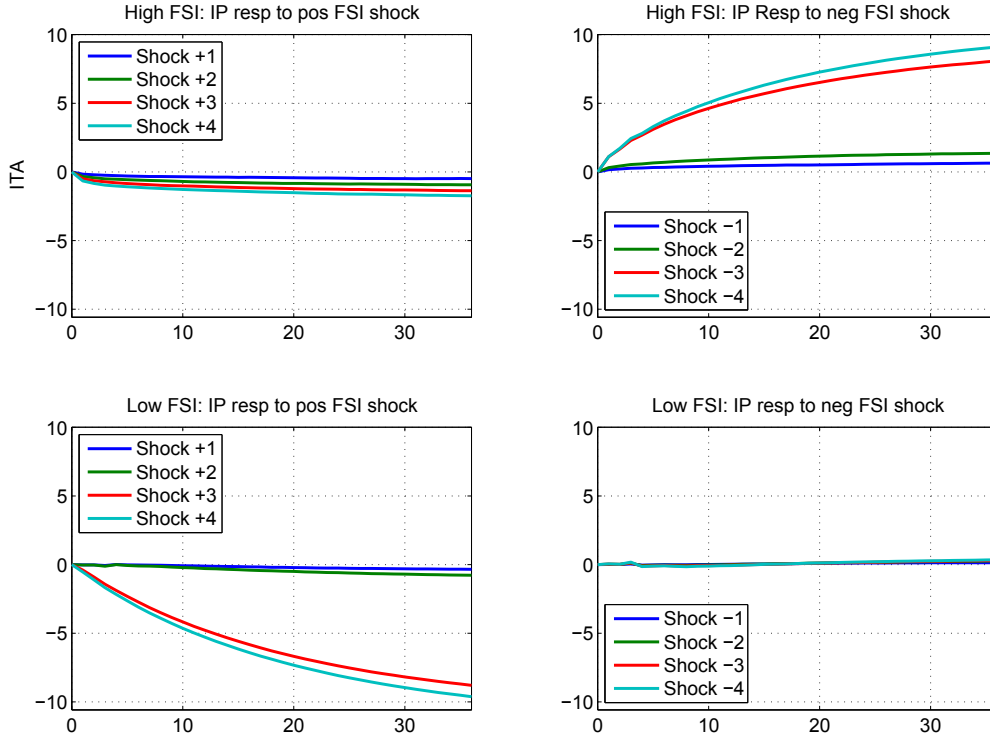 High FSI: IP resp to pos FSI shock
10
5
0
−5
−10
ITA
Shock +1
Shock +2
Shock +3
Shock +4
0
10
20
30
High FSI: IP Resp to neg FSI shock
10
5
0
−5
−10
Shock −1
Shock −2
Shock −3
Shock −4
0
10
20
30
Low FSI: IP resp to pos FSI shock
10
5
0
−5
−10
Shock +1
Shock +2
Shock +3
Shock +4
0
10
20
30
Low FSI: IP resp to neg FSI shock
10
5
0
−5
−10
Shock −1
Shock −2
Shock −3
Shock −4
0
10
20
30